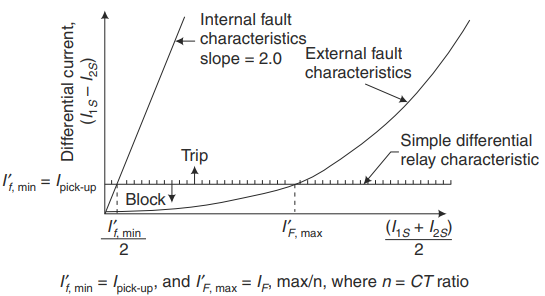 Internal fault
characteristics
slope = 2.0
External fault
characteristics
Differential current,
(I1S – I2S)
Simple differential
relay characteristic
Trip
I′f, min = Ipick-up
Block
I′f, min
2
I′F, max
(I1S + I2S)
2
I′f, min = Ipick-up, and I′F, max = IF, max/n, where n = CT ratio